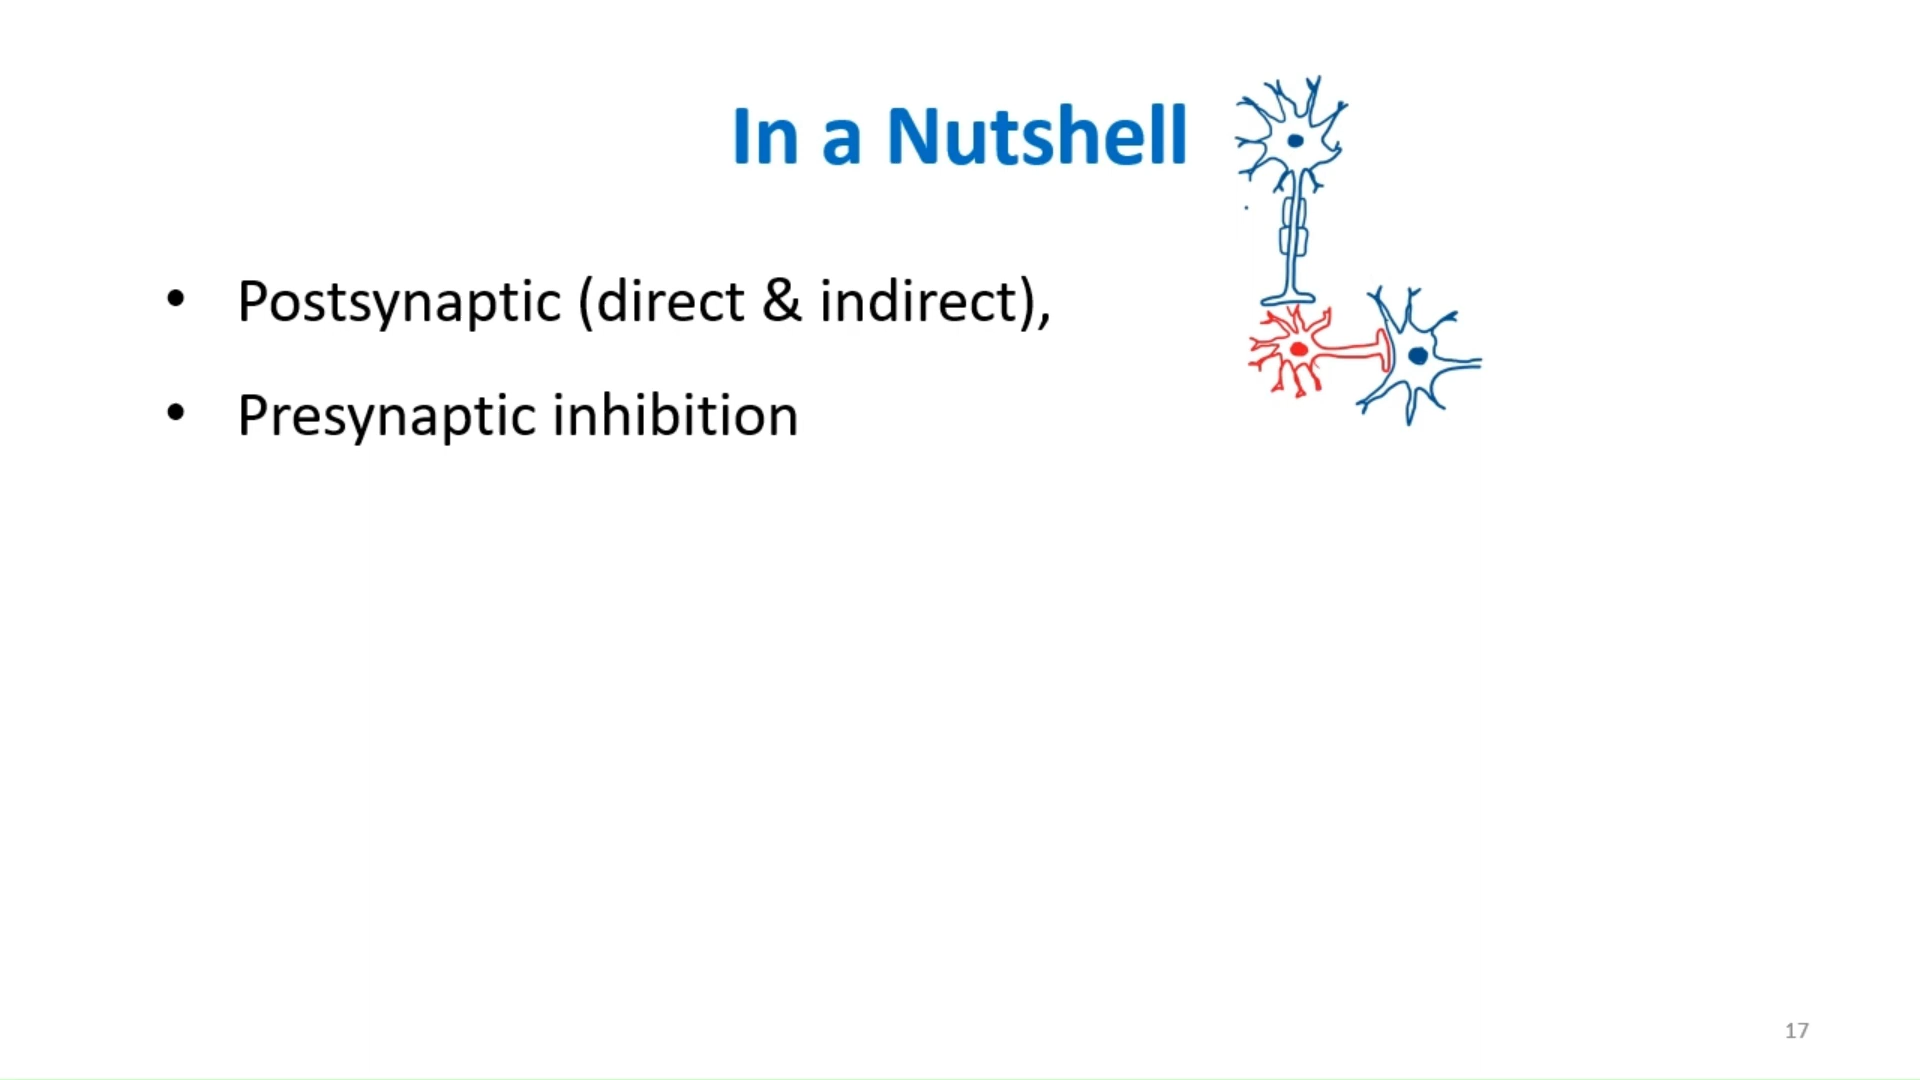 In a Nutshell
• Postsynaptic (direct & indirect),
• Presynaptic inhibition
17